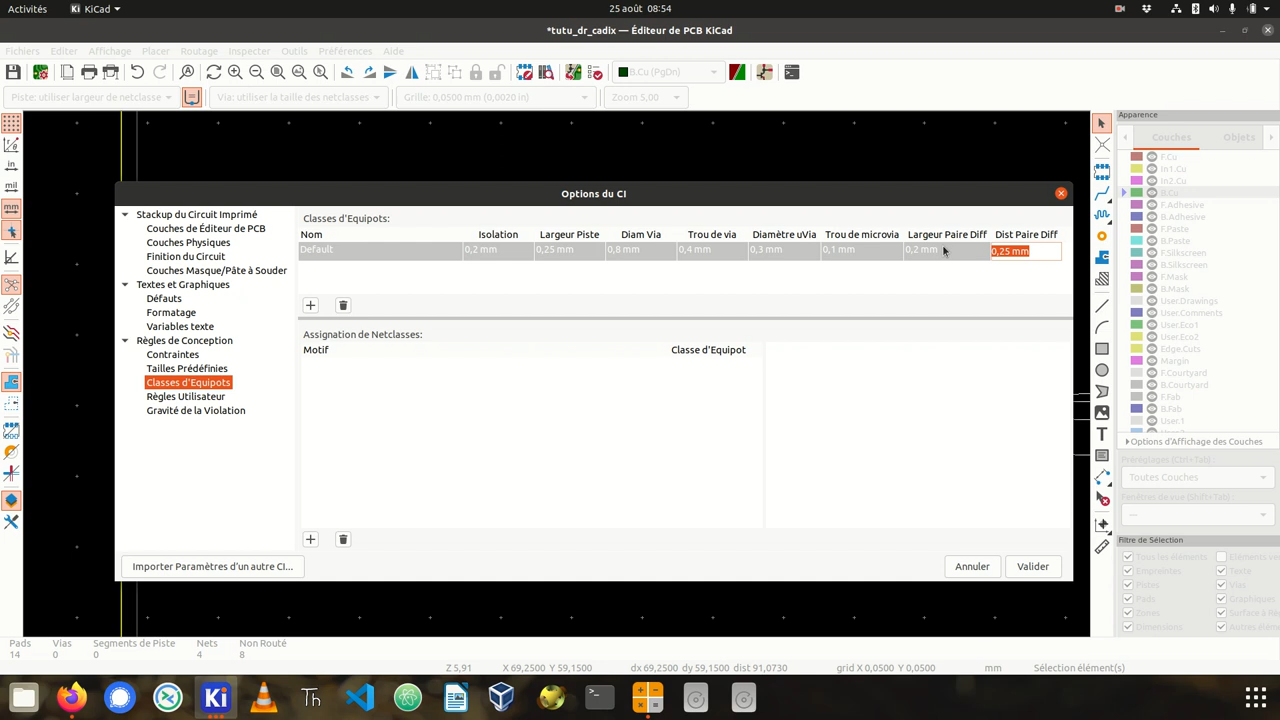 Activités
KiCad
25 août 08:54
*tutu_dr_cadix — Éditeur de PCB KiCad
Fichiers Editer Affichage Placer Routage Inspecter Outils Préférences Aide
B.Cu (PgDn)
Piste: utiliser largeur de netclasse
Via: utiliser la taille des netclasses
Grille: 0,0500 mm (0,0020 in)
Zoom 5,00
in
mil
mm
Options du CI
Stackup du Circuit Imprimé
Couches de Éditeur de PCB
Couches Physiques
Finition du Circuit
Couches Masque/Pâte à Souder
Textes et Graphiques
Défauts
Formatage
Variables texte
Règles de Conception
Contraintes
Tailles Prédéfinies
Classes d'Equipots
Règles Utilisateur
Gravité de la Violation
Classes d'Equipots:
Nom Isolation Largeur Piste Diam Via Trou de via Diamètre uVia Trou de microvia Largeur Paire Diff Dist Paire Diff
Default 0,2 mm 0,25 mm 0,8 mm 0,4 mm 0,3 mm 0,1 mm 0,2 mm 0,25 mm
Assignation de Netclasses:
Motif Classe d'Equipot
Importer Paramètres d'un autre CI...
Annuler
Valider
Apparence
Couches Objets
F.Cu
In1.Cu
In2.Cu
B.Cu
F.Adhesive
B.Adhesive
F.Paste
B.Paste
F.Silkscreen
B.Silkscreen
F.Mask
B.Mask
User.Drawings
User.Comments
User.Eco1
User.Eco2
Edge.Cuts
Margin
F.Courtyard
B.Courtyard
F.Fab
B.Fab
User.1
Options d'Affichage des Couches
Préréglages (Ctrl+Tab) :
Toutes Couches
Fenêtres de vue (Shift+Tab) :
---
Filtre de Sélection
Tous les éléments
Empreintes Texte
Pistes Vias
Pads Graphiques
Zones
Dimensions
Pads Vias Segments de Piste Nets Non Routé
14 0 0 4 8
Z 5,91 X 69,2500 Y 59,1500 dx 69,2500 dy 59,1500 dist 91,0730 grid X 0,0500 Y 0,0500 mm Sélection élément(s)
Ki
Th